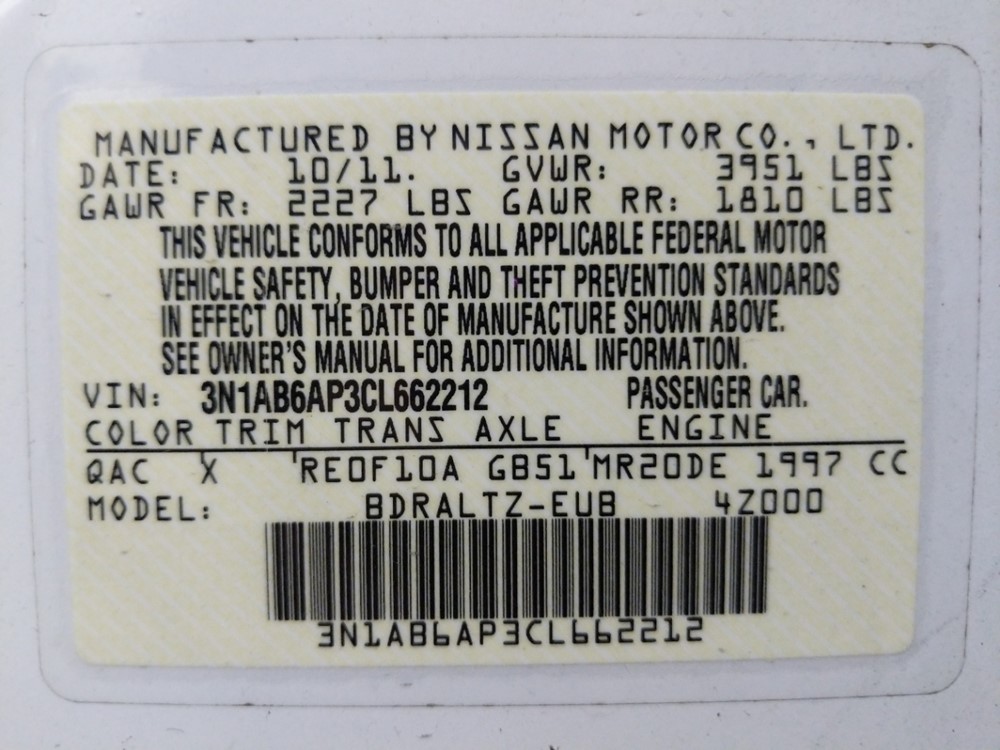 MANUFACTURED BY NISSAN MOTOR CO., LTD.
DATE: 10/11. GVWR: 3951 LBS
GAWR FR: 2227 LBS GAWR RR: 1810 LBS
THIS VEHICLE CONFORMS TO ALL APPLICABLE FEDERAL MOTOR
VEHICLE SAFETY, BUMPER AND THEFT PREVENTION STANDARDS
IN EFFECT ON THE DATE OF MANUFACTURE SHOWN ABOVE.
SEE OWNER'S MANUAL FOR ADDITIONAL INFORMATION.
VIN: 3N1AB6AP3CL662212 PASSENGER CAR.
COLOR TRIM TRANS AXLE ENGINE
QAC X RE0F10A GB51 MR20DE 1997 CC
MODEL: BDRALTZ-EUB 4Z000
3N1AB6AP3CL662212